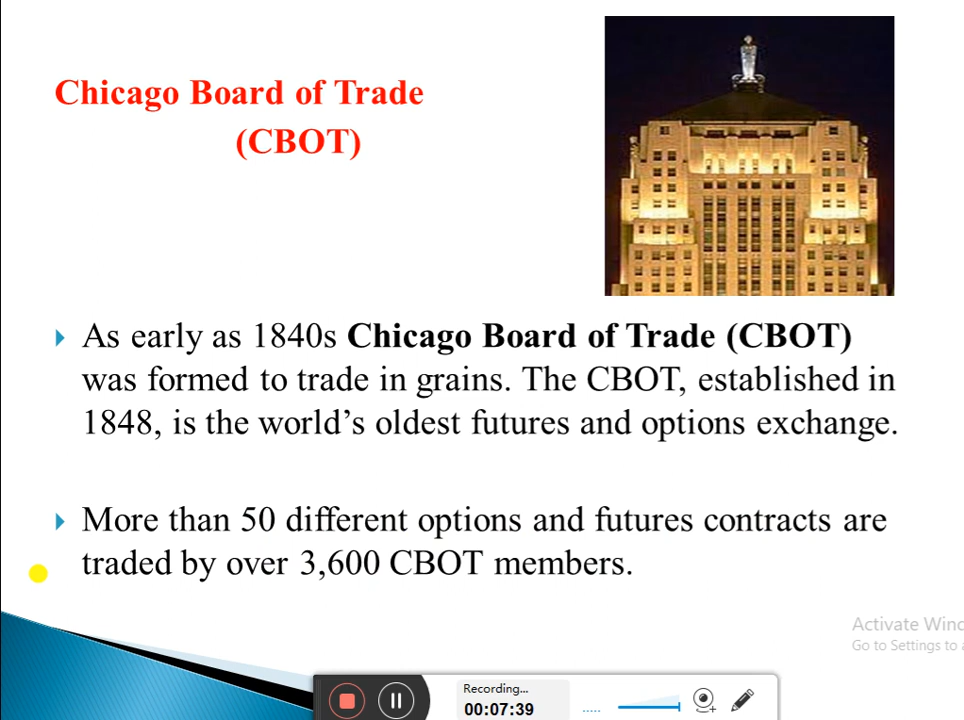 Chicago Board of Trade
(CBOT)
As early as 1840s Chicago Board of Trade (CBOT)
was formed to trade in grains. The CBOT, established in
1848, is the world’s oldest futures and options exchange.
More than 50 different options and futures contracts are
traded by over 3,600 CBOT members.
Activate Winc
Go to Settings to a
Recording...
00:07:39